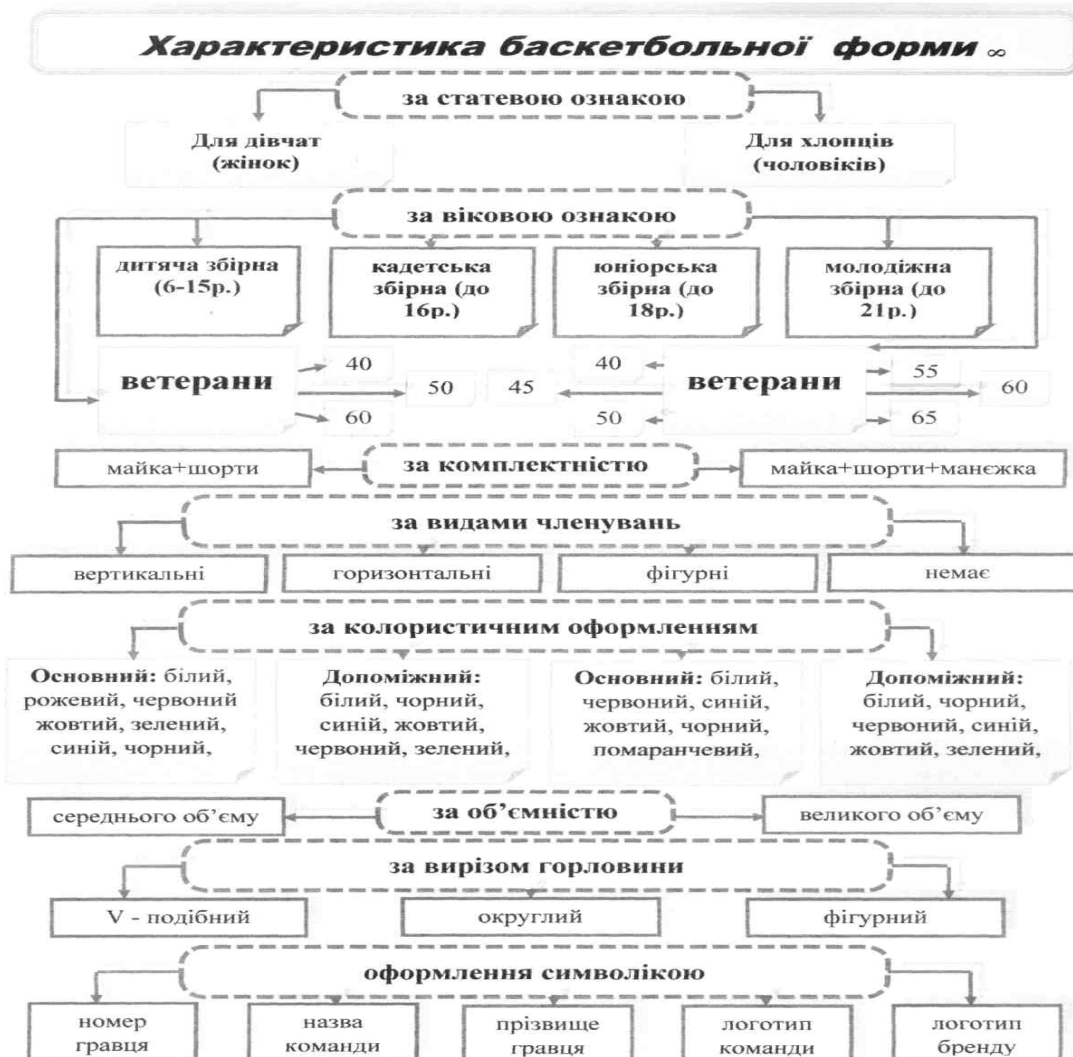 Характеристика баскетбольної форми ∞
за статевою ознакою
Для дівчат
(жінок)
Для хлопців
(чоловіків)
за віковою ознакою
дитяча збірна
(6-15р.)
кадетська
збірна (до
16р.)
юніорська
збірна (до
18р.)
молодіжна
збірна (до
21р.)
ветерани
40
50
60
40
45
50
ветерани
55
60
65
майка+шорти
за комплектністю
майка+шорти+манєжка
за видами членувань
вертикальні
горизонтальні
фігурні
немає
за колористичним оформленням
Основний: білий,
рожевий, червоний
жовтий, зелений,
синій, чорний,
Допоміжний:
білий, чорний,
синій, жовтий,
червоний, зелений,
Основний: білий,
червоний, синій,
жовтий, чорний,
помаранчевий,
Допоміжний:
білий, чорний,
червоний, синій,
жовтий, зелений,
середнього об’єму
за об’ємністю
великого об’єму
за вирізом горловини
V - подібний
округлий
фігурний
оформлення символікою
номер
гравця
назва
команди
прізвище
гравця
логотип
команди
логотип
бренду